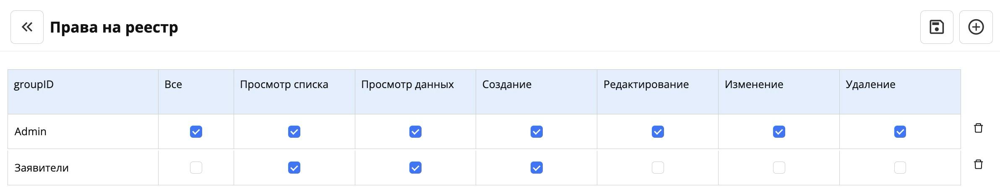 Права на реестр
groupID Все Просмотр списка Просмотр данных Создание Редактирование Изменение Удаление
Admin
Заявители